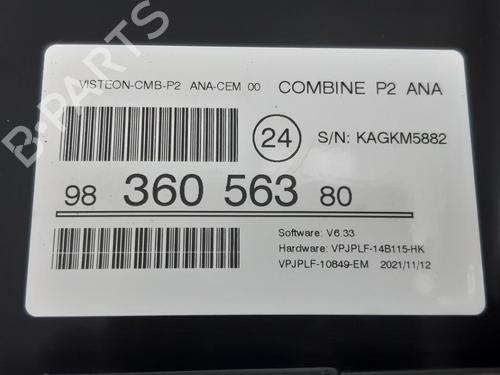 VISTEON-CMB-P2 ANA-CEM 00
COMBINE P2 ANA
24
S/N: KAGKM5882
98 360 563 80
Software: V6.33
Hardware: VPJPLF-14B115-HK
VPJPLF-10849-EM 2021/11/12
B-PARTS